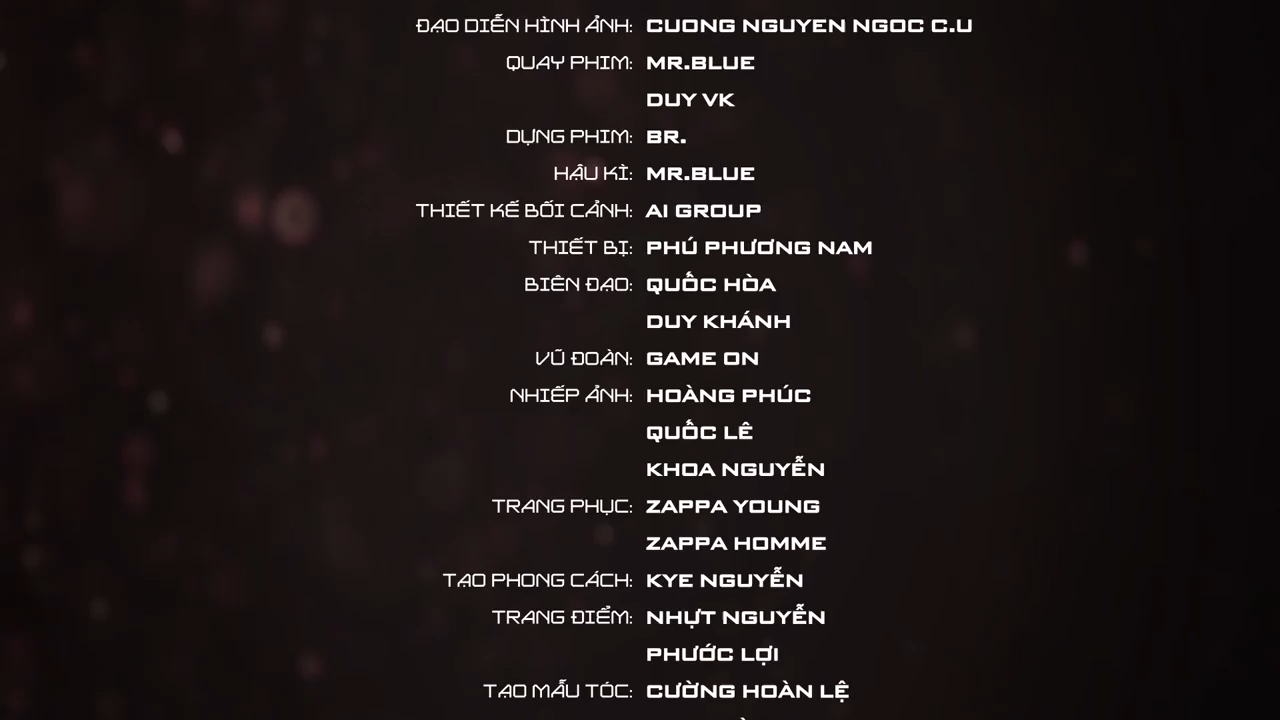 ĐẠO DIỄN HÌNH ẢNH: CUONG NGUYEN NGOC C.U
QUAY PHIM: MR.BLUE
DUY VK
DỰNG PHIM: BR.
HẬU KÌ: MR.BLUE
THIẾT KẾ BỐI CẢNH: AI GROUP
THIẾT BỊ: PHÚ PHƯƠNG NAM
BIÊN ĐẠO: QUỐC HÒA
DUY KHÁNH
VŨ ĐOÀN: GAME ON
NHIẾP ẢNH: HOÀNG PHÚC
QUỐC LÊ
KHOA NGUYỄN
TRANG PHỤC: ZAPPA YOUNG
ZAPPA HOMME
TẠO PHONG CÁCH: KYE NGUYỄN
TRANG ĐIỂM: NHỰT NGUYỄN
PHƯỚC LỢI
TẠO MẪU TÓC: CƯỜNG HOÀN LỆ